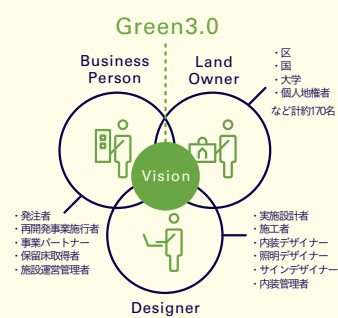 Green3.0
Business
Person
Land
Owner
・区
・国
・大学
・個人地権者
など計約170名
Vision
・発注者
・再開発事業施行者
・事業パートナー
・保留床取得者
・施設運営管理者
・実施設計者
・施工者
・内装デザイナー
・照明デザイナー
・サインデザイナー
・内装管理者
Designer